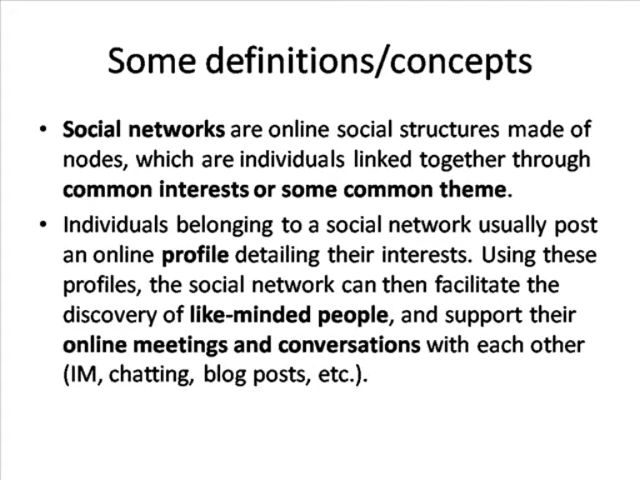 Some definitions/concepts
• Social networks are online social structures made of
nodes, which are individuals linked together through
common interests or some common theme.
• Individuals belonging to a social network usually post
an online profile detailing their interests. Using these
profiles, the social network can then facilitate the
discovery of like-minded people, and support their
online meetings and conversations with each other
(IM, chatting, blog posts, etc.).